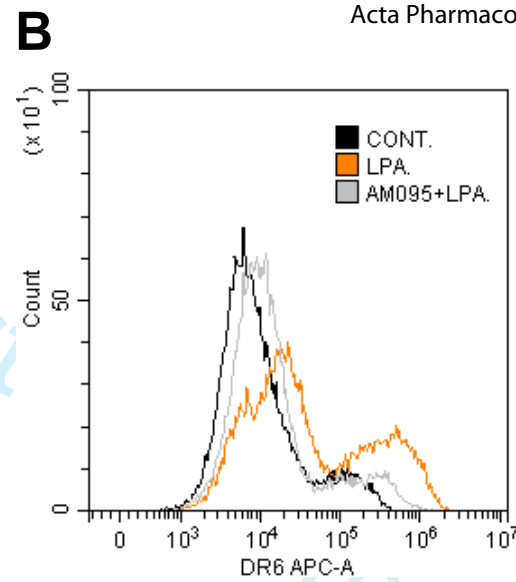 Acta Pharmaco
B
(x10¹)
100
CONT.
LPA.
AM095+LPA.
Count
50
0
0 10³ 10⁴ 10⁵ 10⁶ 10⁷
DR6 APC-A